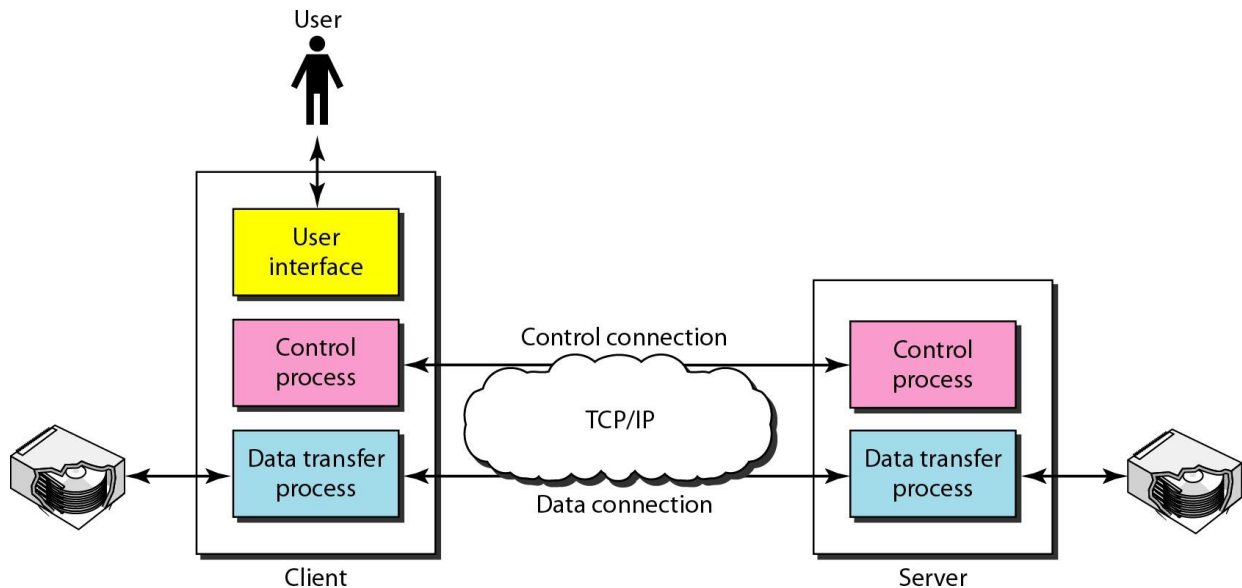 User
User
interface
Control connection
Control
process
Control
process
TCP/IP
Data transfer
process
Data transfer
process
Data connection
Client
Server